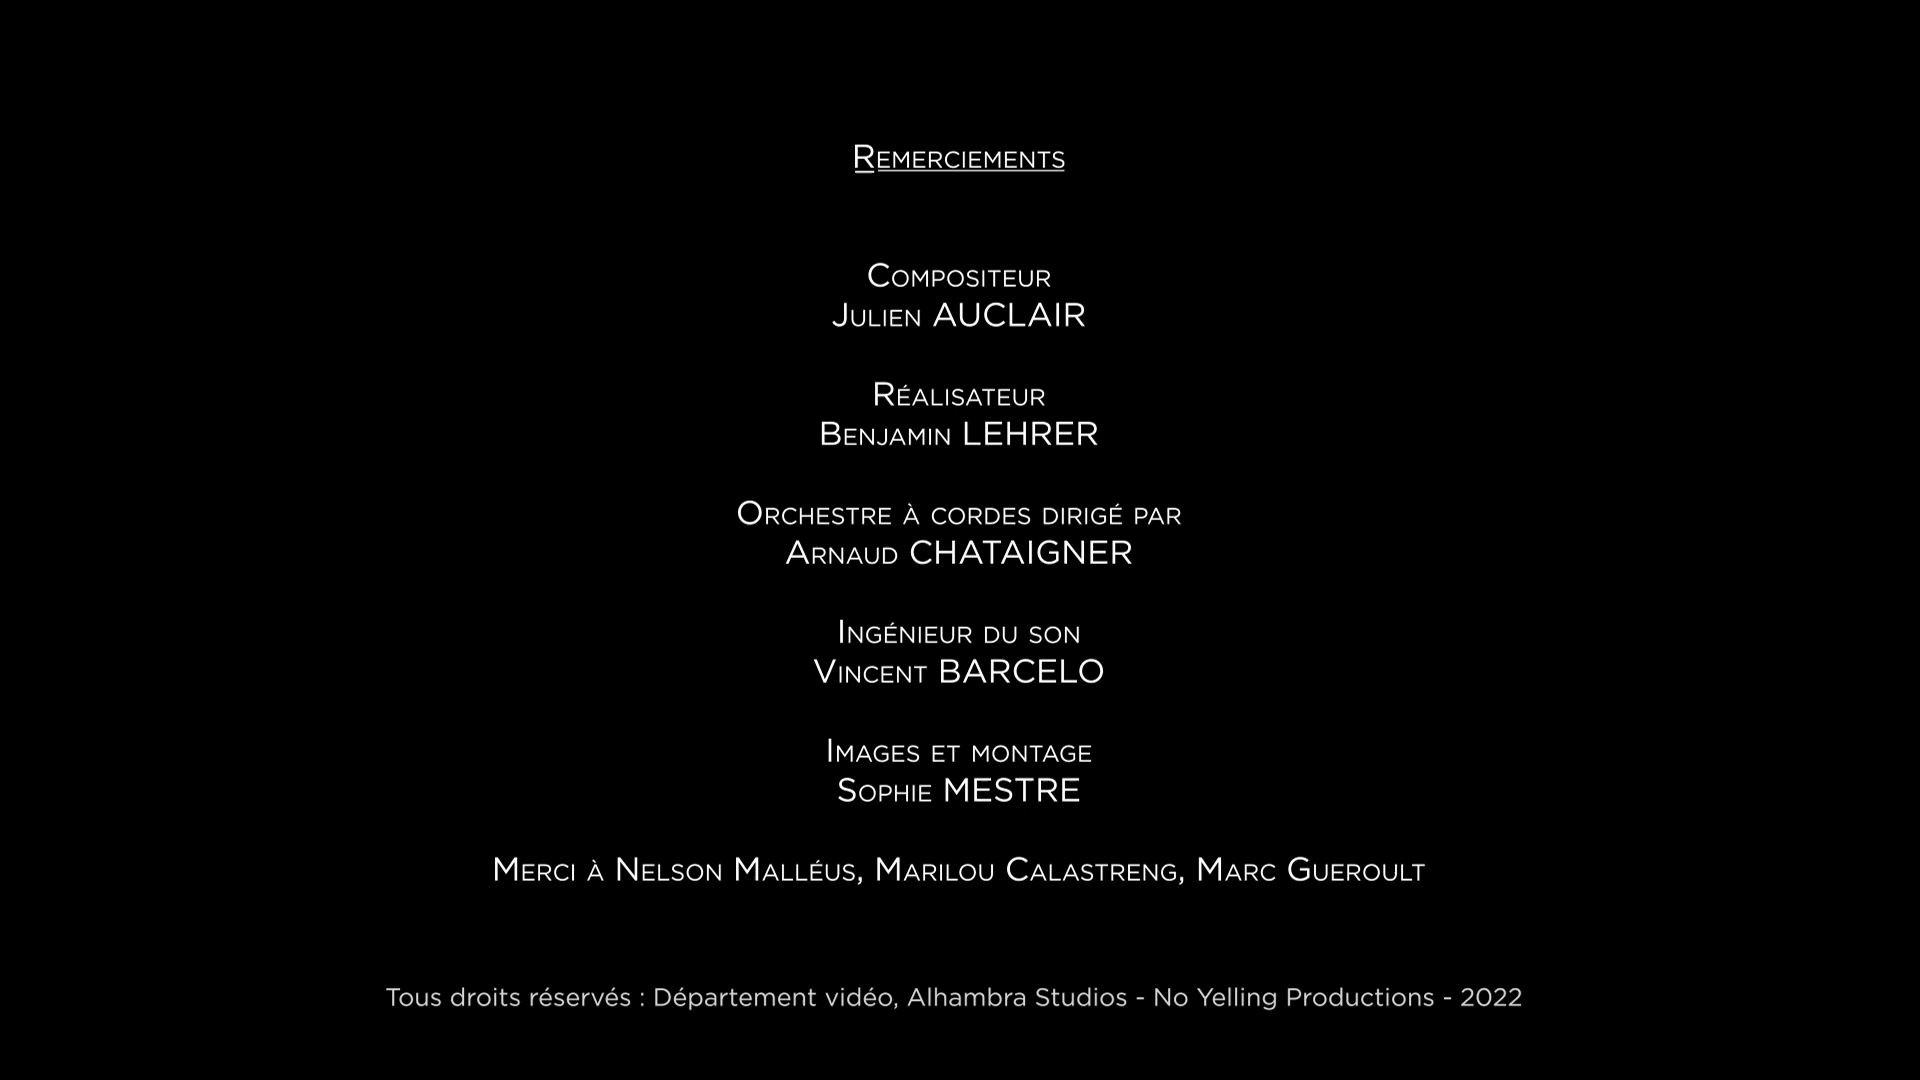 Remerciements
Compositeur
Julien AUCLAIR
Réalisateur
Benjamin LEHRER
Orchestre à cordes dirigé par
Arnaud CHATAIGNER
Ingénieur du son
Vincent BARCELO
Images et montage
Sophie MESTRE
Merci à Nelson Malléus, Marilou Calastreng, Marc Gueroult
Tous droits réservés : Département vidéo, Alhambra Studios - No Yelling Productions - 2022